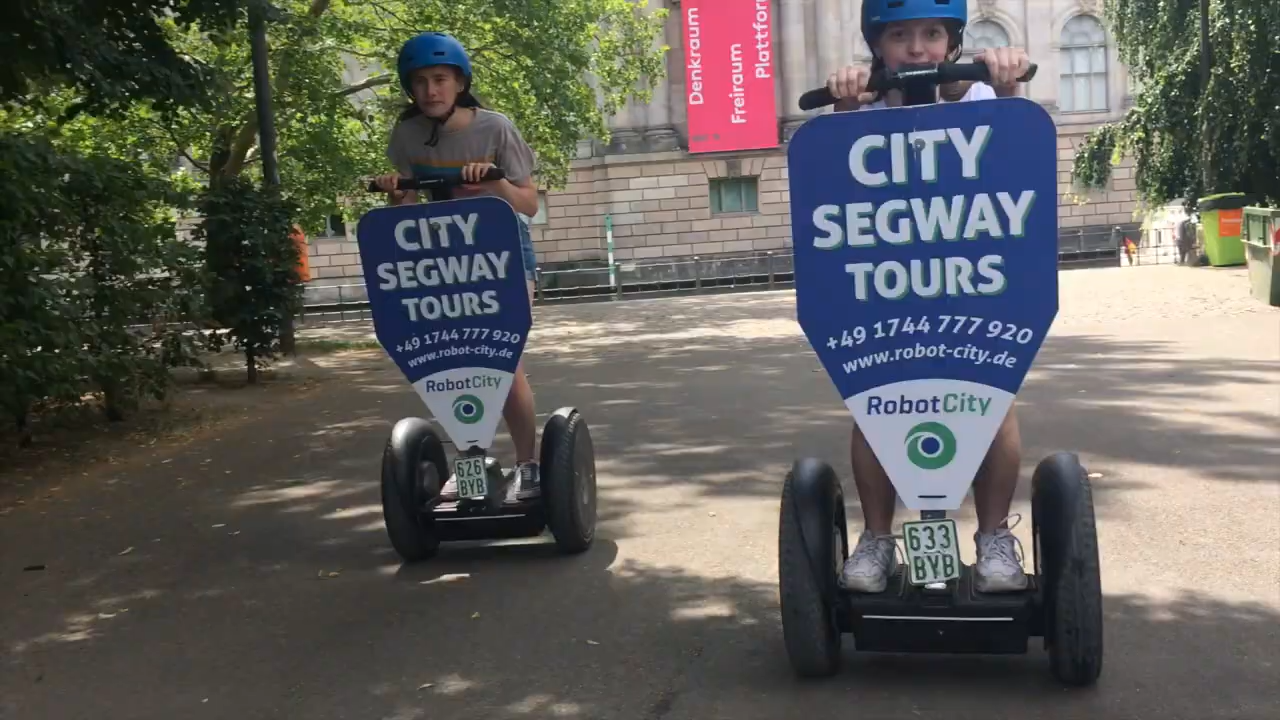 Denkraum
Freiraum
Plattfor
CITY
SEGWAY
TOURS
+49 1744 777 920
www.robot-city.de
RobotCity
626
BYB
CITY
SEGWAY
TOURS
+49 1744 777 920
www.robot-city.de
RobotCity
633
BYB